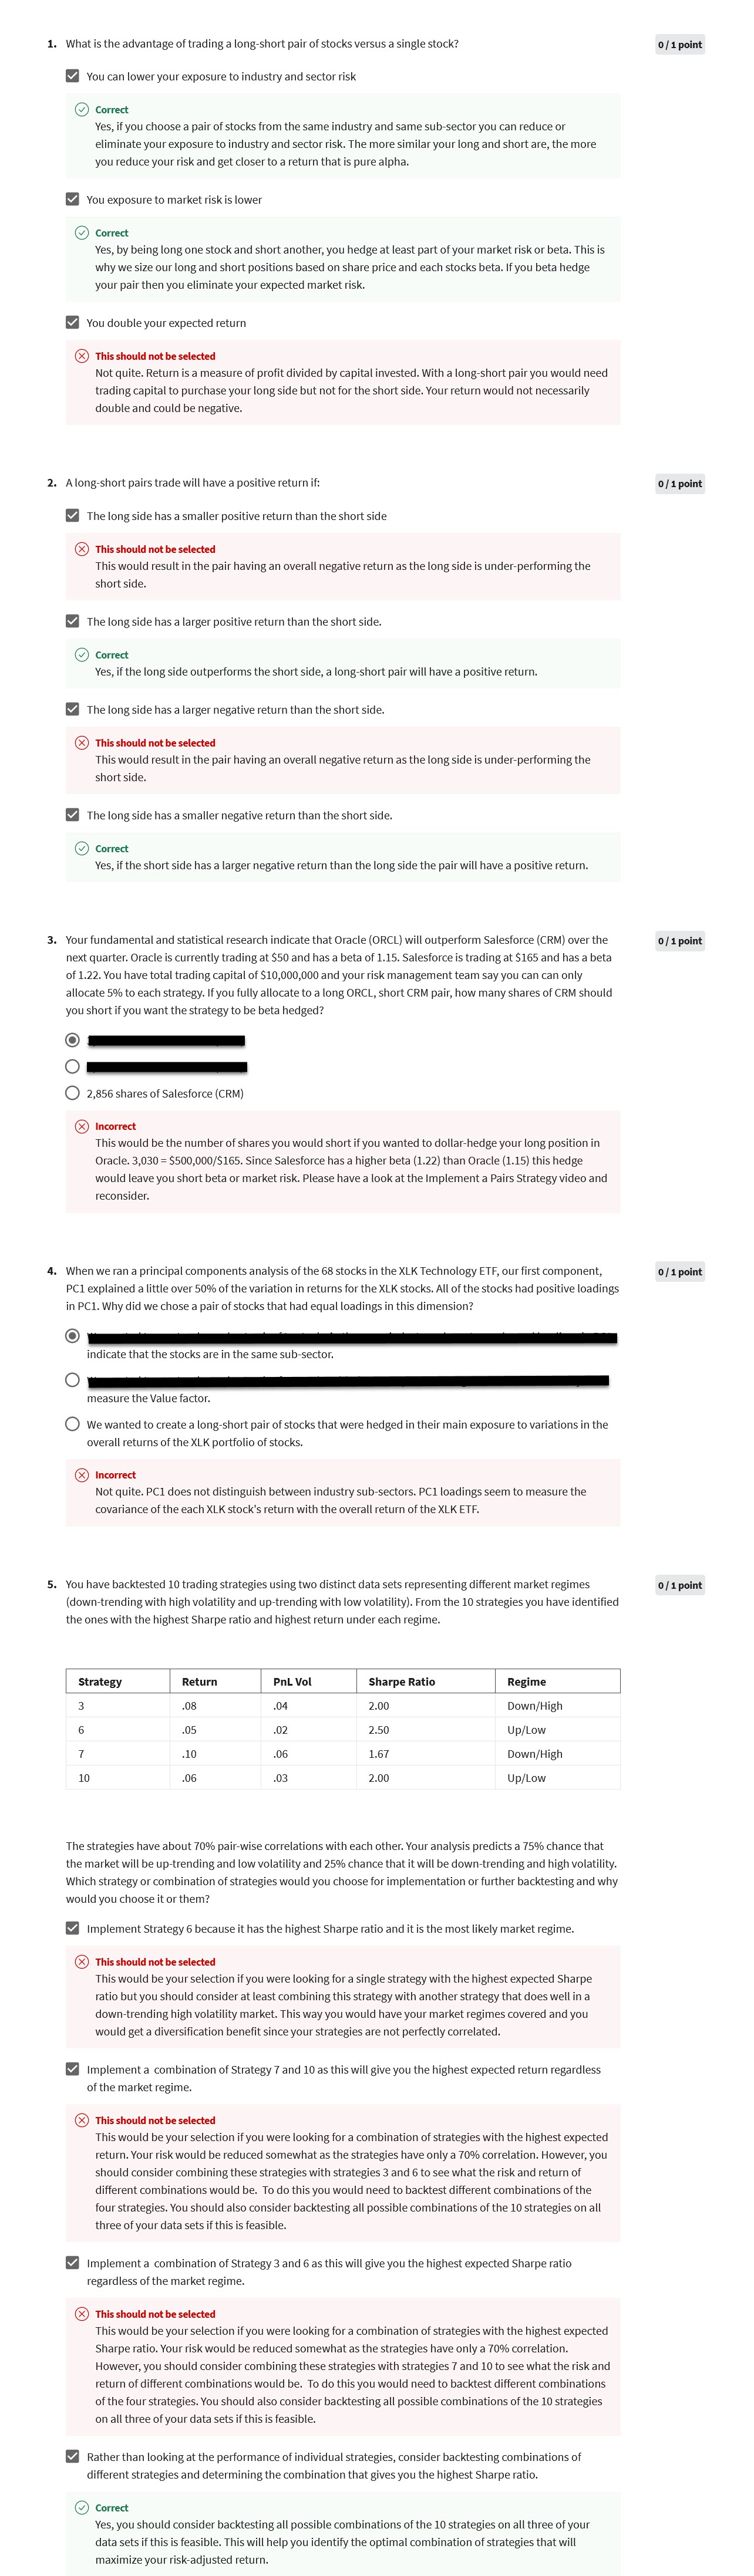 1. What is the advantage of trading a long-short pair of stocks versus a single stock?
0 / 1 point
You can lower your exposure to industry and sector risk
Correct
Yes, if you choose a pair of stocks from the same industry and same sub-sector you can reduce or
eliminate your exposure to industry and sector risk. The more similar your long and short are, the more
you reduce your risk and get closer to a return that is pure alpha.
You exposure to market risk is lower
Correct
Yes, by being long one stock and short another, you hedge at least part of your market risk or beta. This is
why we size our long and short positions based on share price and each stocks beta. If you beta hedge
your pair then you eliminate your expected market risk.
You double your expected return
This should not be selected
Not quite. Return is a measure of profit divided by capital invested. With a long-short pair you would need
trading capital to purchase your long side but not for the short side. Your return would not necessarily
double and could be negative.
2. A long-short pairs trade will have a positive return if:
0 / 1 point
The long side has a smaller positive return than the short side
This should not be selected
This would result in the pair having an overall negative return as the long side is under-performing the
short side.
The long side has a larger positive return than the short side.
Correct
Yes, if the long side outperforms the short side, a long-short pair will have a positive return.
The long side has a larger negative return than the short side.
This should not be selected
This would result in the pair having an overall negative return as the long side is under-performing the
short side.
The long side has a smaller negative return than the short side.
Correct
Yes, if the short side has a larger negative return than the long side the pair will have a positive return.
3. Your fundamental and statistical research indicate that Oracle (ORCL) will outperform Salesforce (CRM) over the
0 / 1 point
next quarter. Oracle is currently trading at $50 and has a beta of 1.15. Salesforce is trading at $165 and has a beta
of 1.22. You have total trading capital of $10,000,000 and your risk management team say you can can only
allocate 5% to each strategy. If you fully allocate to a long ORCL, short CRM pair, how many shares of CRM should
you short if you want the strategy to be beta hedged?
2,856 shares of Salesforce (CRM)
Incorrect
This would be the number of shares you would short if you wanted to dollar-hedge your long position in
Oracle. 3,030 = $500,000/$165. Since Salesforce has a higher beta (1.22) than Oracle (1.15) this hedge
would leave you short beta or market risk. Please have a look at the Implement a Pairs Strategy video and
reconsider.
4. When we ran a principal components analysis of the 68 stocks in the XLK Technology ETF, our first component,
0 / 1 point
PC1 explained a little over 50% of the variation in returns for the XLK stocks. All of the stocks had positive loadings
in PC1. Why did we chose a pair of stocks that had equal loadings in this dimension?
indicate that the stocks are in the same sub-sector.
measure the Value factor.
We wanted to create a long-short pair of stocks that were hedged in their main exposure to variations in the
overall returns of the XLK portfolio of stocks.
Incorrect
Not quite. PC1 does not distinguish between industry sub-sectors. PC1 loadings seem to measure the
covariance of the each XLK stock's return with the overall return of the XLK ETF.
5. You have backtested 10 trading strategies using two distinct data sets representing different market regimes
0 / 1 point
(down-trending with high volatility and up-trending with low volatility). From the 10 strategies you have identified
the ones with the highest Sharpe ratio and highest return under each regime.
Strategy Return PnL Vol Sharpe Ratio Regime
3 .08 .04 2.00 Down/High
6 .05 .02 2.50 Up/Low
7 .10 .06 1.67 Down/High
10 .06 .03 2.00 Up/Low
The strategies have about 70% pair-wise correlations with each other. Your analysis predicts a 75% chance that
the market will be up-trending and low volatility and 25% chance that it will be down-trending and high volatility.
Which strategy or combination of strategies would you choose for implementation or further backtesting and why
would you choose it or them?
Implement Strategy 6 because it has the highest Sharpe ratio and it is the most likely market regime.
This should not be selected
This would be your selection if you were looking for a single strategy with the highest expected Sharpe
ratio but you should consider at least combining this strategy with another strategy that does well in a
down-trending high volatility market. This way you would have your market regimes covered and you
would get a diversification benefit since your strategies are not perfectly correlated.
Implement a combination of Strategy 7 and 10 as this will give you the highest expected return regardless
of the market regime.
This should not be selected
This would be your selection if you were looking for a combination of strategies with the highest expected
return. Your risk would be reduced somewhat as the strategies have only a 70% correlation. However, you
should consider combining these strategies with strategies 3 and 6 to see what the risk and return of
different combinations would be. To do this you would need to backtest different combinations of the
four strategies. You should also consider backtesting all possible combinations of the 10 strategies on all
three of your data sets if this is feasible.
Implement a combination of Strategy 3 and 6 as this will give you the highest expected Sharpe ratio
regardless of the market regime.
This should not be selected
This would be your selection if you were looking for a combination of strategies with the highest expected
Sharpe ratio. Your risk would be reduced somewhat as the strategies have only a 70% correlation.
However, you should consider combining these strategies with strategies 7 and 10 to see what the risk and
return of different combinations would be. To do this you would need to backtest different combinations
of the four strategies. You should also consider backtesting all possible combinations of the 10 strategies
on all three of your data sets if this is feasible.
Rather than looking at the performance of individual strategies, consider backtesting combinations of
different strategies and determining the combination that gives you the highest Sharpe ratio.
Correct
Yes, you should consider backtesting all possible combinations of the 10 strategies on all three of your
data sets if this is feasible. This will help you identify the optimal combination of strategies that will
maximize your risk-adjusted return.